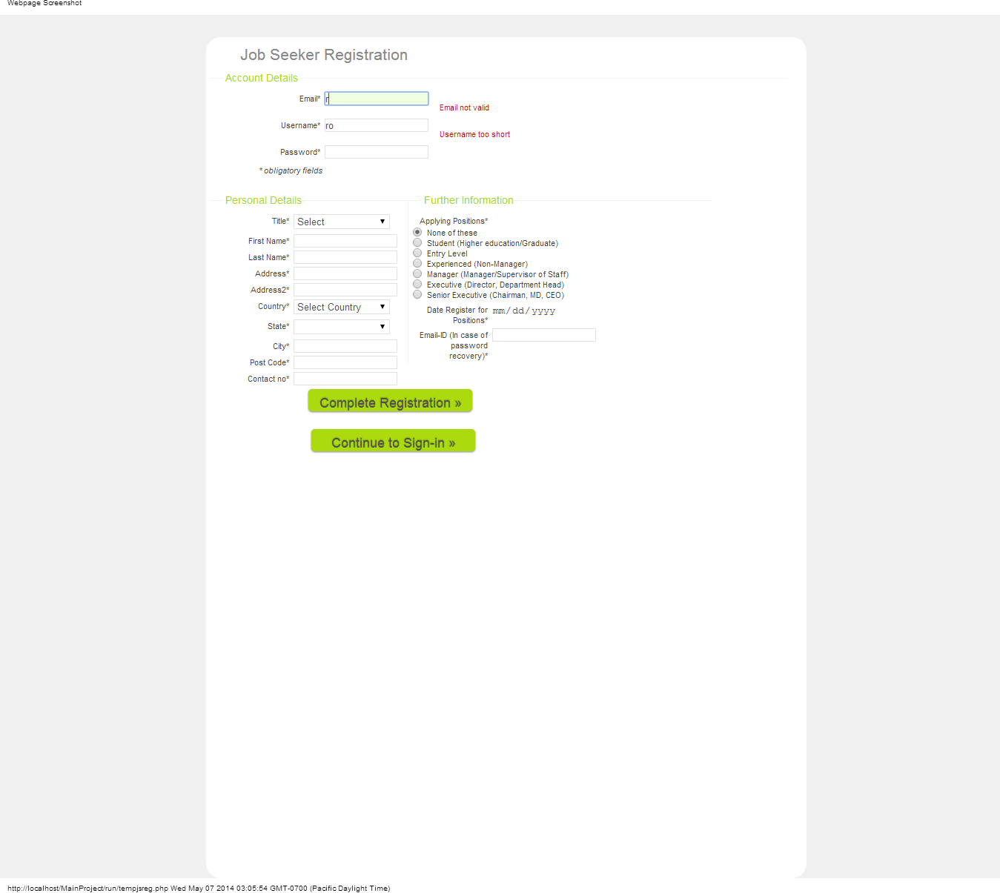 Webpage Screenshot
Job Seeker Registration
Account Details
Email* r
Email not valid
Username* ro
Username too short
Password*
* obligatory fields
Personal Details
Title* Select
First Name*
Last Name*
Address*
Address2*
Country* Select Country
State*
City*
Post Code*
Contact no*
Further Information
Applying Positions*
None of these
Student (Higher education/Graduate)
Entry Level
Experienced (Non-Manager)
Manager (Manager/Supervisor of Staff)
Executive (Director, Department Head)
Senior Executive (Chairman, MD, CEO)
Date Register for mm/dd/yyyy
Positions*
Email-ID (In case of
password
recovery)*
Complete Registration »
Continue to Sign-in »
http://localhost/MainProject/run/tempjsreg.php Wed May 07 2014 03:05:54 GMT-0700 (Pacific Daylight Time)